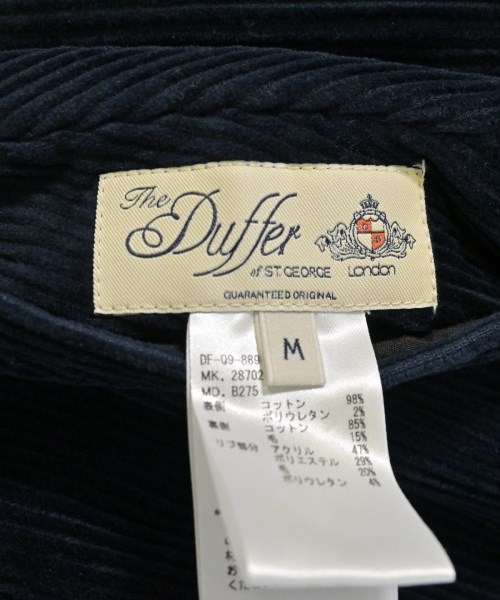 The
Duffer
of ST. GEORGE London
GUARANTEED ORIGINAL
M
DF-09-889
MK. 28702
MD. B275
表側 コットン 98%
ポリウレタン 2%
裏側 コットン 85%
毛 15%
リブ部分 アクリル 47%
ポリエステル 29%
毛 20%
ポリウレタン 4%